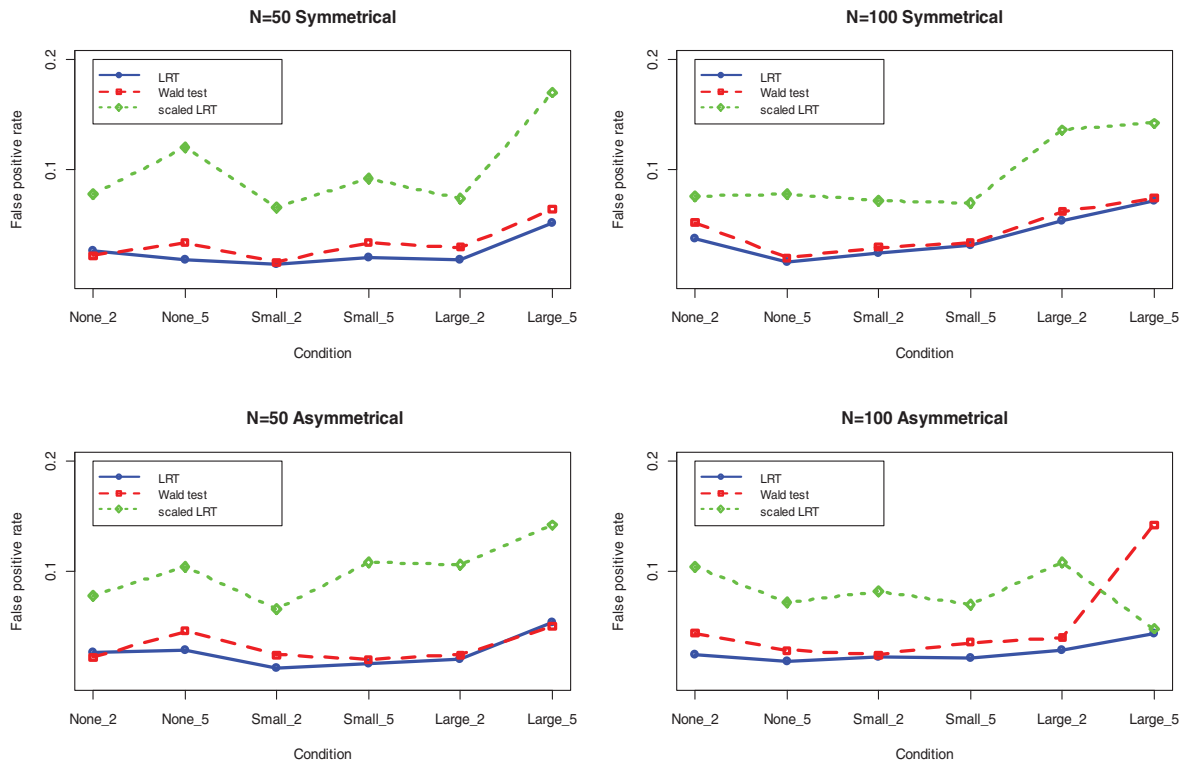 N=50 Symmetrical
False positive rate
0.2
0.1
LRT
Wald test
scaled LRT
None_2 None_5 Small_2 Small_5 Large_2 Large_5
Condition
N=100 Symmetrical
False positive rate
0.2
0.1
LRT
Wald test
scaled LRT
None_2 None_5 Small_2 Small_5 Large_2 Large_5
Condition
N=50 Asymmetrical
False positive rate
0.2
0.1
LRT
Wald test
scaled LRT
None_2 None_5 Small_2 Small_5 Large_2 Large_5
Condition
N=100 Asymmetrical
False positive rate
0.2
0.1
LRT
Wald test
scaled LRT
None_2 None_5 Small_2 Small_5 Large_2 Large_5
Condition